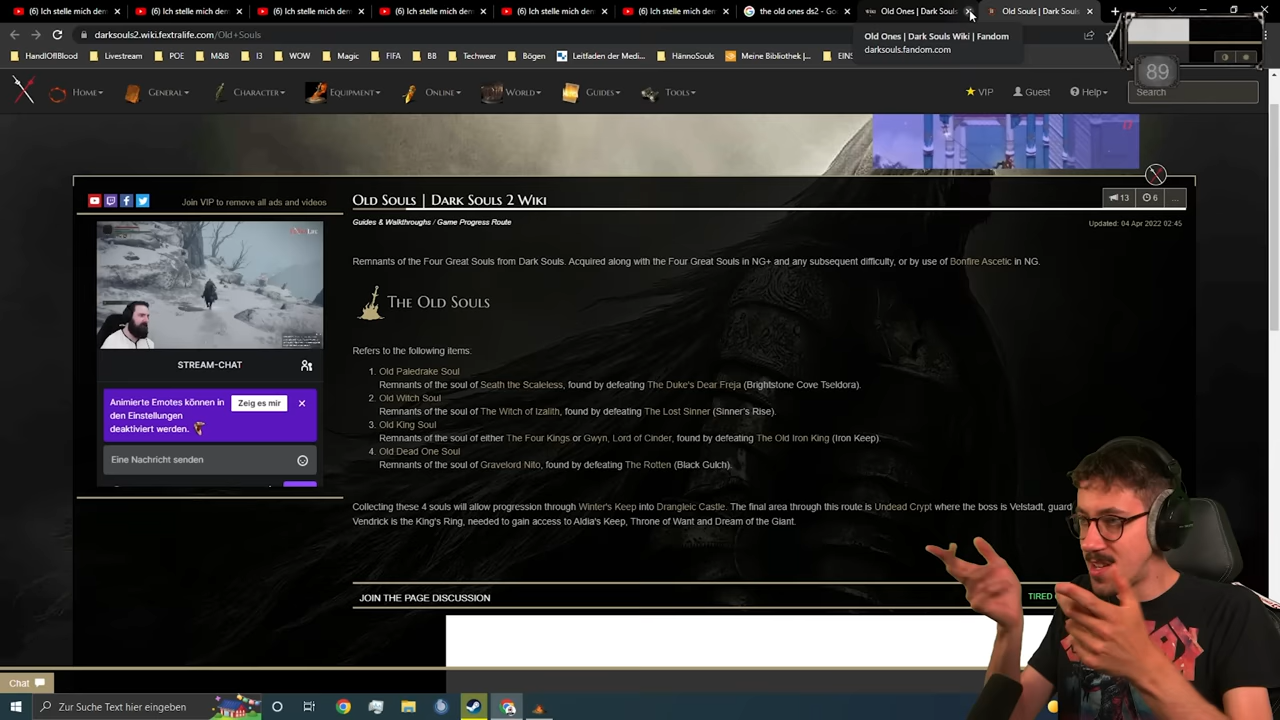 (6) Ich stelle mich den
(6) Ich stelle mich den
(6) Ich stelle mich den
(6) Ich stelle mich den
(6) Ich stelle mich den
(6) Ich stelle mich den
the old ones ds2 - Go
Old Ones | Dark Souls
Old Souls | Dark Souls
darksouls2.wiki.fextralife.com/Old+Souls
Old Ones | Dark Souls Wiki | Fandom
darksouls.fandom.com
HandIOfBlood
Livestream
POE
M&B
I3
WOW
Magic
FIFA
BB
Techwear
Bögen
Leitfaden der Medi...
HännoSouls
Meine Bibliothek |...
EINS
89
HOME
GENERAL
CHARACTER
EQUIPMENT
ONLINE
WORLD
GUIDES
TOOLS
VIP
Guest
Help
Search
Join VIP to remove all ads and videos
STREAM-CHAT
Animierte Emotes können in
den Einstellungen
deaktiviert werden.
Zeig es mir
Eine Nachricht senden
OLD SOULS | DARK SOULS 2 WIKI
13
6
...
Guides & Walkthroughs / Game Progress Route
Updated: 04 Apr 2022 02:45
Remnants of the Four Great Souls from Dark Souls. Acquired along with the Four Great Souls in NG+ and any subsequent difficulty, or by use of Bonfire Ascetic in NG.
THE OLD SOULS
Refers to the following items:
1. Old Paledrake Soul
Remnants of the soul of Seath the Scaleless, found by defeating The Duke's Dear Freja (Brightstone Cove Tseldora).
2. Old Witch Soul
Remnants of the soul of The Witch of Izalith, found by defeating The Lost Sinner (Sinner's Rise).
3. Old King Soul
Remnants of the soul of either The Four Kings or Gwyn, Lord of Cinder, found by defeating The Old Iron King (Iron Keep).
4. Old Dead One Soul
Remnants of the soul of Gravelord Nito, found by defeating The Rotten (Black Gulch).
Collecting these 4 souls will allow progression through Winter's Keep into Drangleic Castle. The final area through this route is Undead Crypt where the boss is Velstadt, guard
Vendrick is the King's Ring, needed to gain access to Aldia's Keep, Throne of Want and Dream of the Giant.
JOIN THE PAGE DISCUSSION
TIRED
Chat
Zur Suche Text hier eingeben